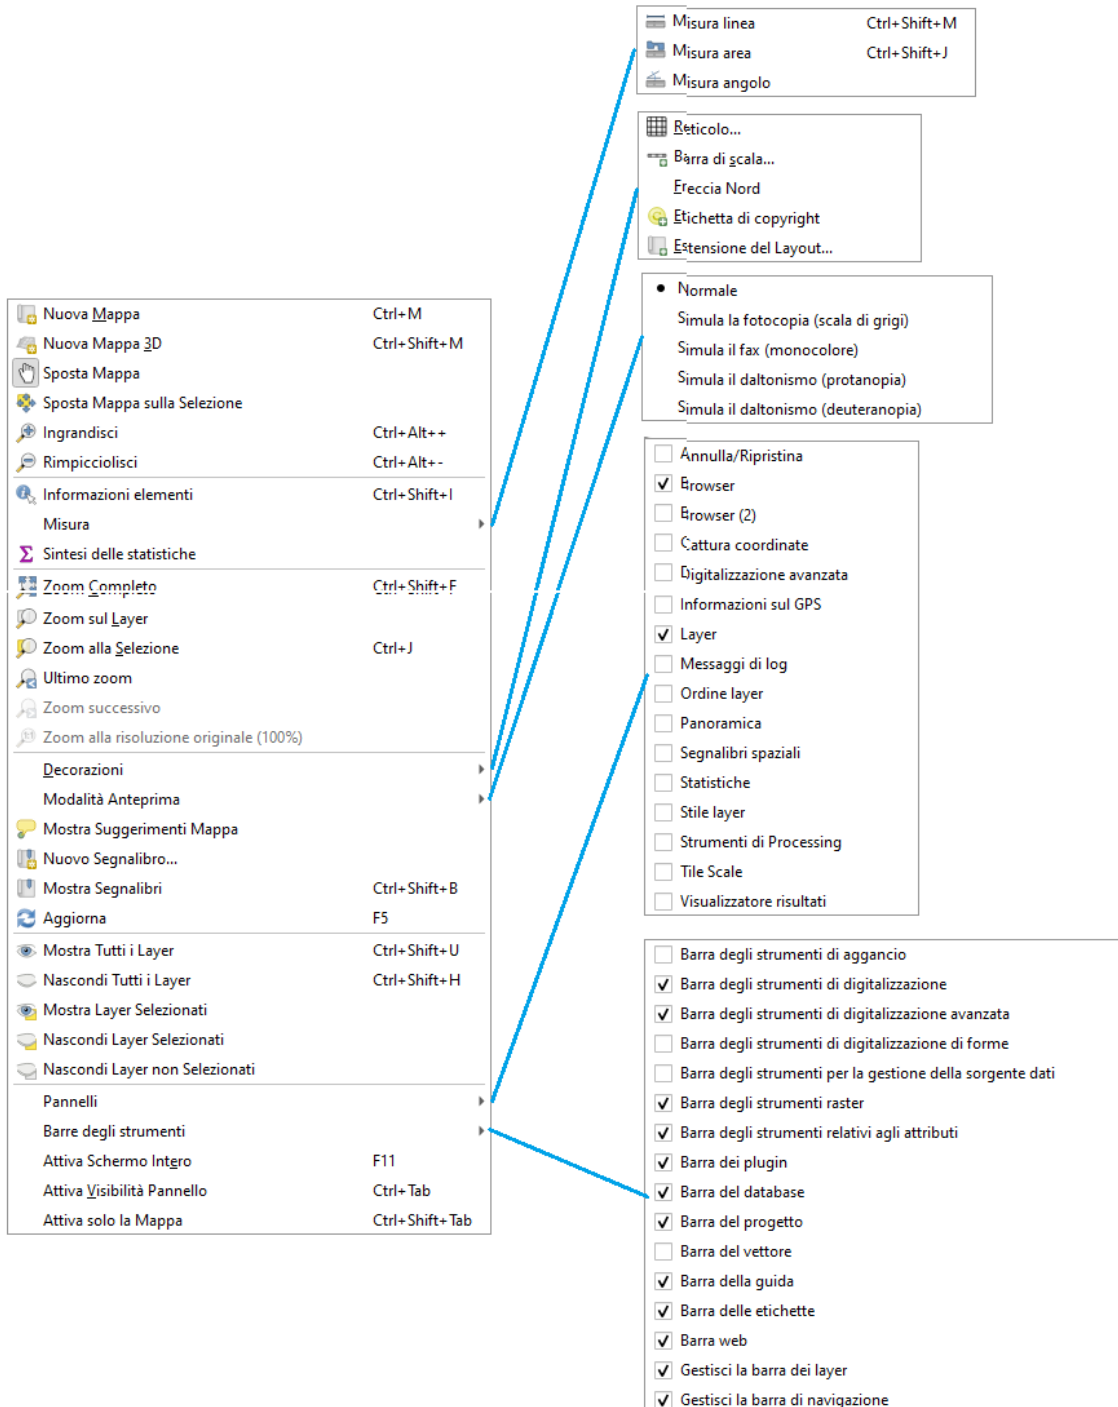 Misura linea Ctrl+Shift+M
Misura area Ctrl+Shift+J
Misura angolo
Reticolo...
Barra di scala...
Freccia Nord
Etichetta di copyright
Estensione del Layout...
Normale
Simula la fotocopia (scala di grigi)
Simula il fax (monocolore)
Simula il daltonismo (protanopia)
Simula il daltonismo (deuteranopia)
Nuova Mappa Ctrl+M
Nuova Mappa 3D Ctrl+Shift+M
Sposta Mappa
Sposta Mappa sulla Selezione
Ingrandisci Ctrl+Alt++
Rimpicciolisci Ctrl+Alt+-
Informazioni elementi Ctrl+Shift+I
Misura
Sintesi delle statistiche
Zoom Completo Ctrl+Shift+F
Zoom sul Layer
Zoom alla Selezione Ctrl+J
Ultimo zoom
Zoom successivo
Zoom alla risoluzione originale (100%)
Decorazioni
Modalità Anteprima
Mostra Suggerimenti Mappa
Nuovo Segnalibro...
Mostra Segnalibri Ctrl+Shift+B
Aggiorna F5
Mostra Tutti i Layer Ctrl+Shift+U
Nascondi Tutti i Layer Ctrl+Shift+H
Mostra Layer Selezionati
Nascondi Layer Selezionati
Nascondi Layer non Selezionati
Pannelli
Barre degli strumenti
Attiva Schermo Intero F11
Attiva Visibilità Pannello Ctrl+Tab
Attiva solo la Mappa Ctrl+Shift+Tab
Annulla/Ripristina
Browser
Browser (2)
Cattura coordinate
Digitalizzazione avanzata
Informazioni sul GPS
Layer
Messaggi di log
Ordine layer
Panoramica
Segnalibri spaziali
Statistiche
Stile layer
Strumenti di Processing
Tile Scale
Visualizzatore risultati
Barra degli strumenti di aggancio
Barra degli strumenti di digitalizzazione
Barra degli strumenti di digitalizzazione avanzata
Barra degli strumenti di digitalizzazione di forme
Barra degli strumenti per la gestione della sorgente dati
Barra degli strumenti raster
Barra degli strumenti relativi agli attributi
Barra dei plugin
Barra del database
Barra del progetto
Barra del vettore
Barra della guida
Barra delle etichette
Barra web
Gestisci la barra dei layer
Gestisci la barra di navigazione